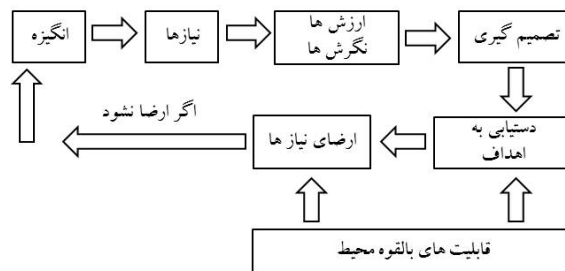 انگیزه
نیازها
ارزش ها
نگرش ها
تصمیم گیری
اگر ارضا نشود
ارضای نیاز ها
دستیابی به
اهداف
قابلیت های بالقوه محیط